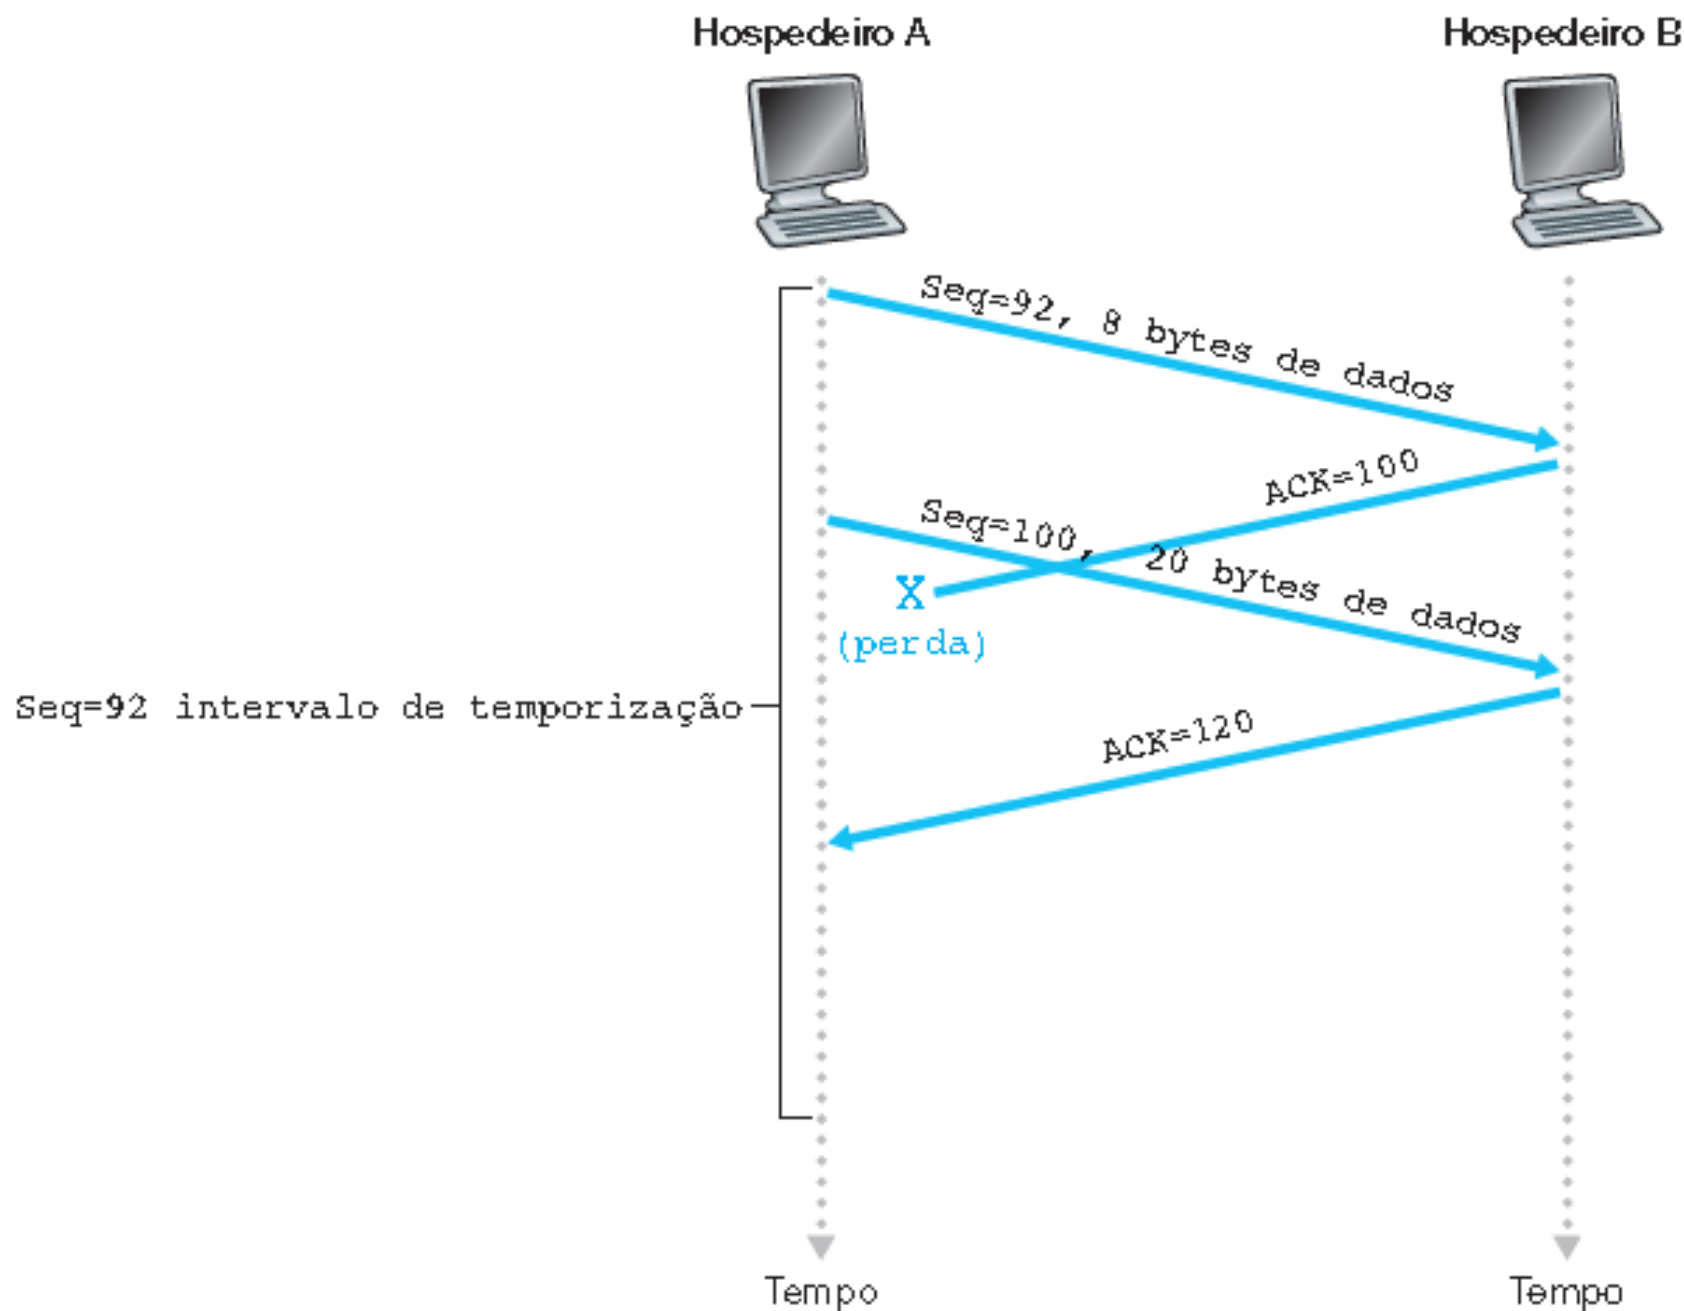 Hospedeiro A
Hospedeiro B
Seq=92, 8 bytes de dados
ACK=100
Seq=100, 20 bytes de dados
X
(perda)
Seq=92 intervalo de temporização
ACK=120
Tempo
Tempo